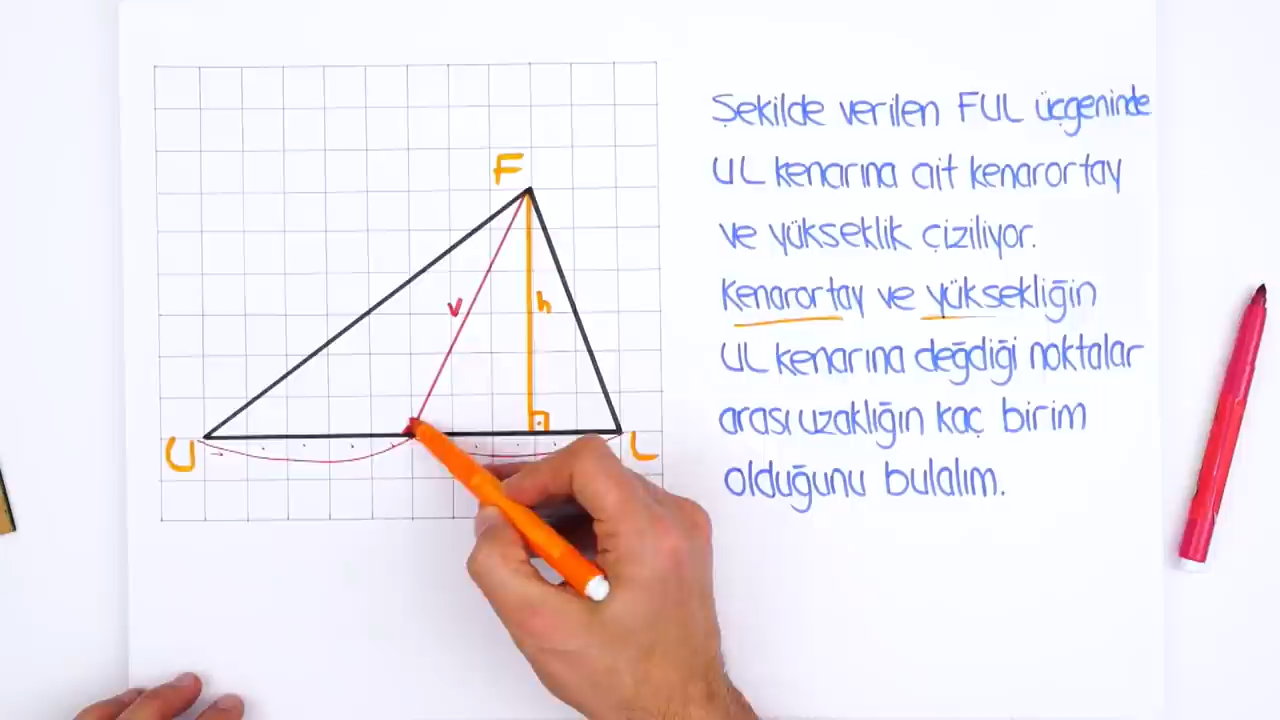 Şekilde verilen FUL üçgeninde
UL kenarına ait kenarortay
ve yükseklik çiziliyor.
Kenarortay ve yüksekliğin
UL kenarına değdiği noktalar
arası uzaklığın kaç birim
olduğunu bulalım.
F
V
h
U
L